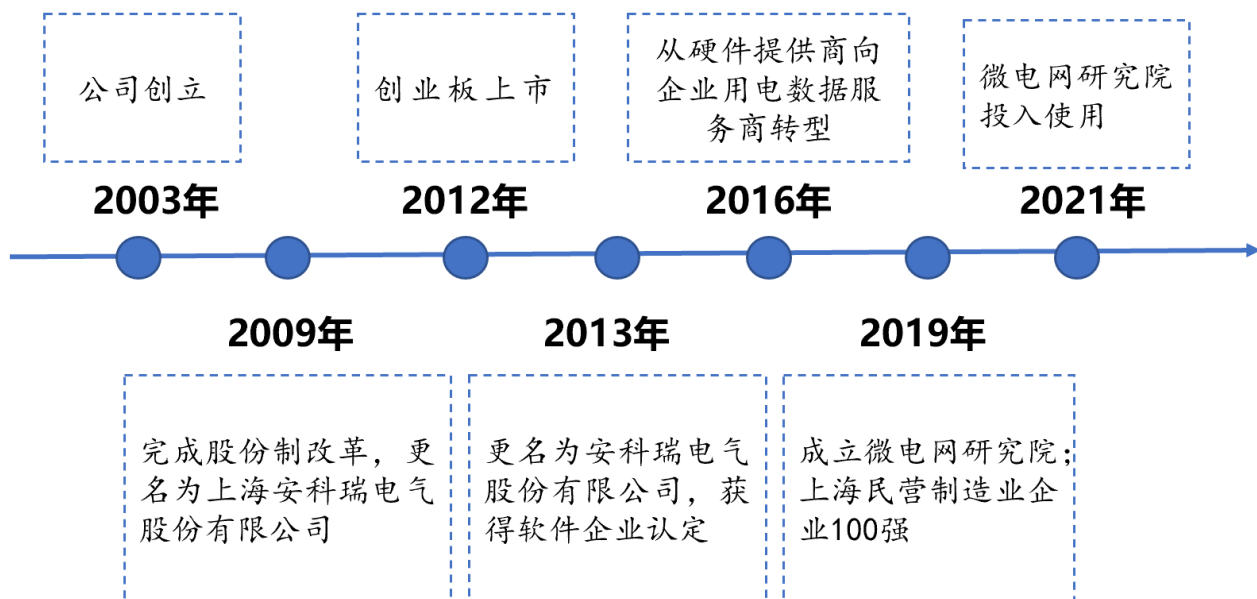 公司创立
创业板上市
从硬件提供商向
企业用电数据服
务商转型
微电网研究院
投入使用
2003年
2012年
2016年
2021年
2009年
2013年
2019年
完成股份制改革，更
名为上海安科瑞电气
股份有限公司
更名为安科瑞电气
股份有限公司，获
得软件企业认定
成立微电网研究院；
上海民营制造业企
业100强